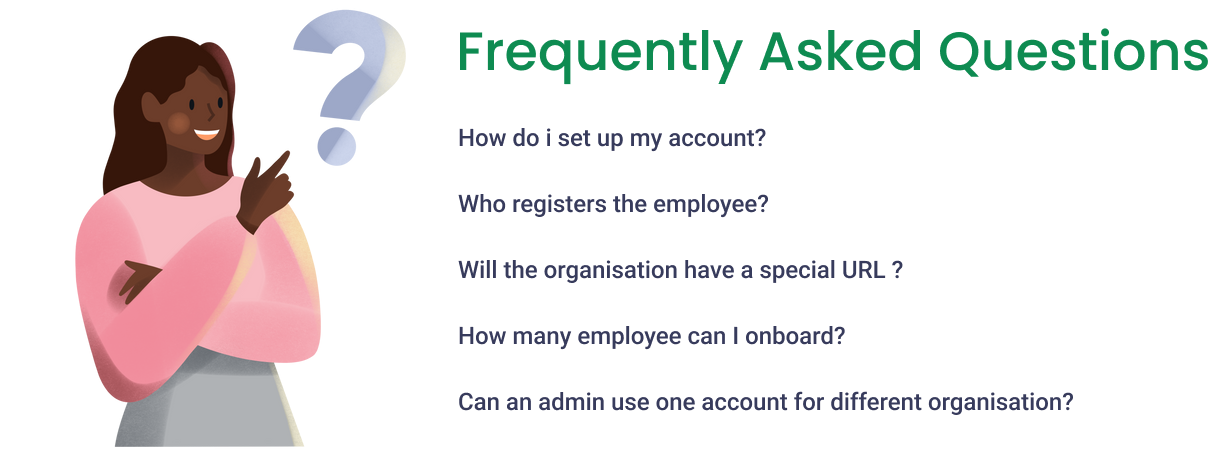 Frequently Asked Questions
How do i set up my account?
Who registers the employee?
Will the organisation have a special URL ?
How many employee can I onboard?
Can an admin use one account for different organisation?